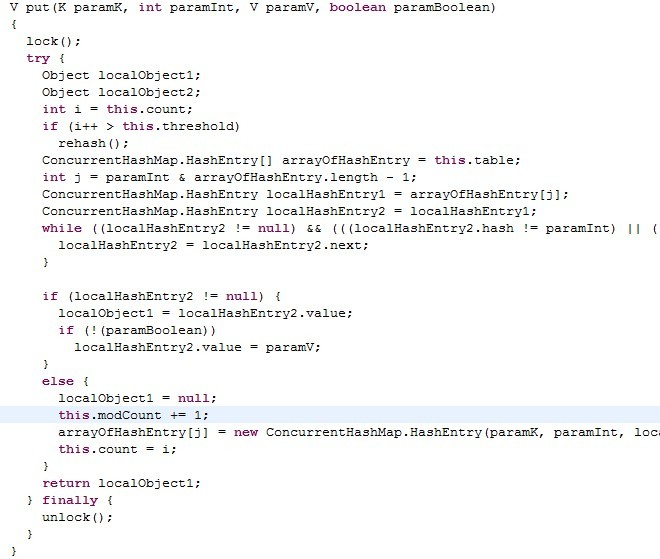 V put(K paramK, int paramInt, V paramV, boolean paramBoolean)
{
  lock();
  try {
    Object localObject1;
    Object localObject2;
    int i = this.count;
    if (i++ > this.threshold)
      rehash();
    ConcurrentHashMap.HashEntry[] arrayOfHashEntry = this.table;
    int j = paramInt & arrayOfHashEntry.length - 1;
    ConcurrentHashMap.HashEntry localHashEntry1 = arrayOfHashEntry[j];
    ConcurrentHashMap.HashEntry localHashEntry2 = localHashEntry1;
    while ((localHashEntry2 != null) && (((localHashEntry2.hash != paramInt) || (
      localHashEntry2 = localHashEntry2.next;
    }

    if (localHashEntry2 != null) {
      localObject1 = localHashEntry2.value;
      if (!(paramBoolean))
        localHashEntry2.value = paramV;
    }
    else {
      localObject1 = null;
      this.modCount += 1;
      arrayOfHashEntry[j] = new ConcurrentHashMap.HashEntry(paramK, paramInt, loc
      this.count = i;
    }
    return localObject1;
  } finally {
    unlock();
  }
}